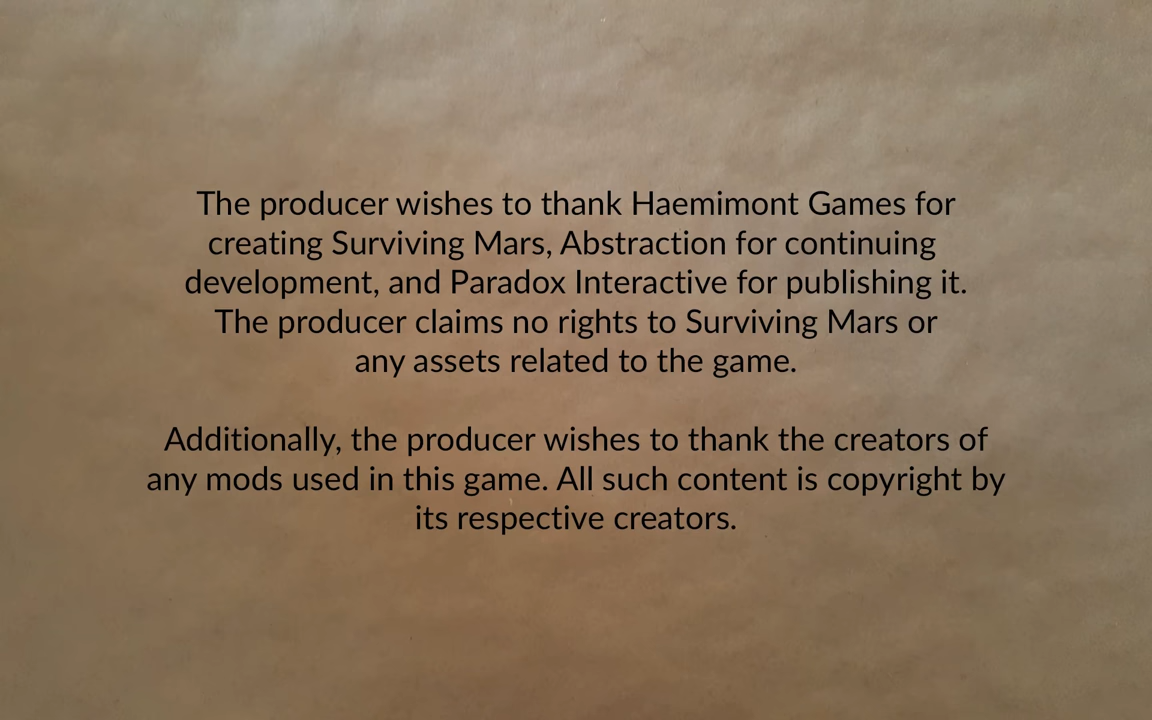 The producer wishes to thank Haemimont Games for
creating Surviving Mars, Abstraction for continuing
development, and Paradox Interactive for publishing it.
The producer claims no rights to Surviving Mars or
any assets related to the game.
Additionally, the producer wishes to thank the creators of
any mods used in this game. All such content is copyright by
its respective creators.